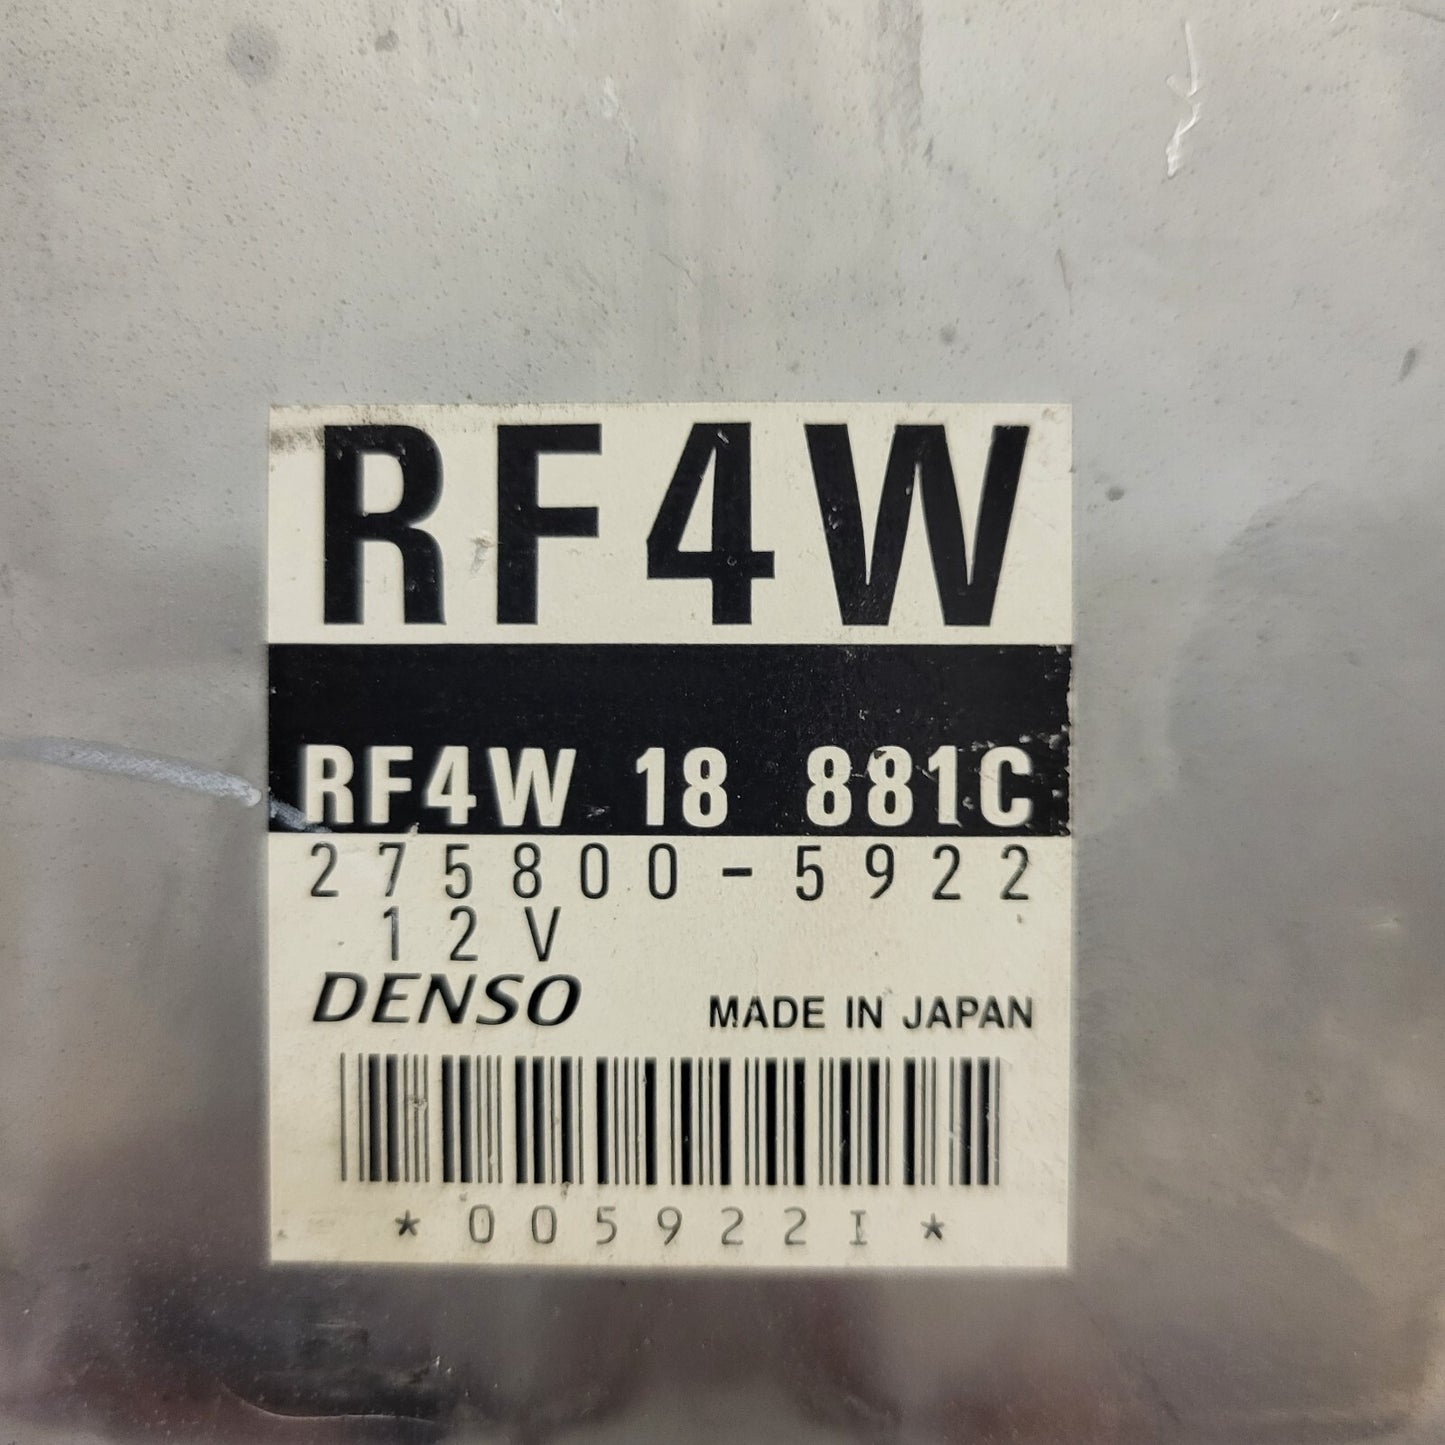 RF4W
RF4W 18 881C
275800-5922
12V
DENSO MADE IN JAPAN
*005922I*